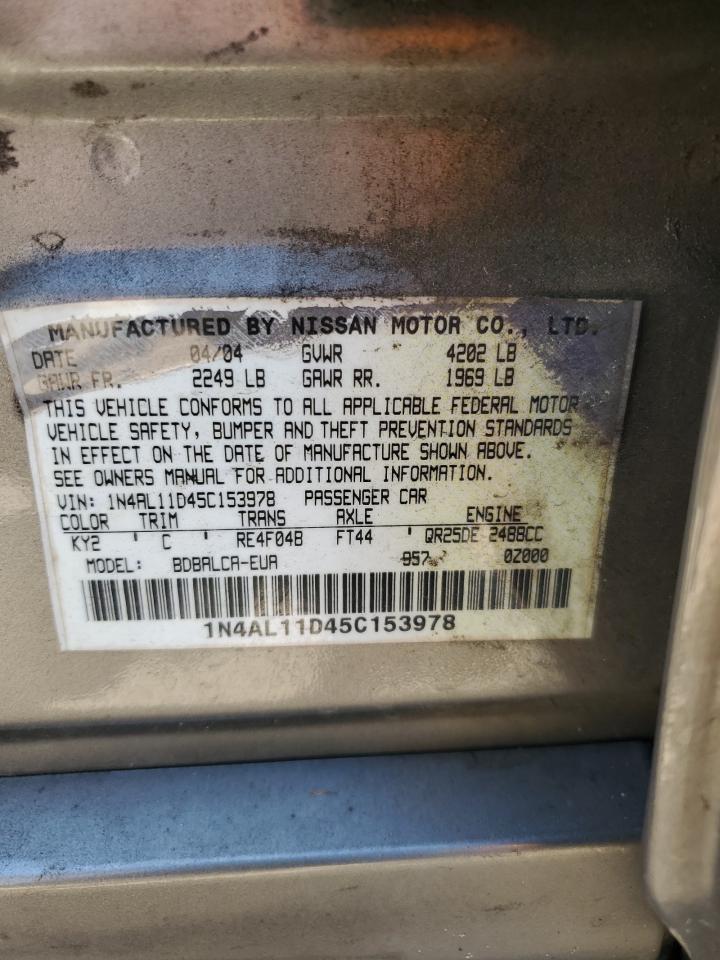 MANUFACTURED BY NISSAN MOTOR CO., LTD.
DATE 04/04 GVWR 4202 LB
GAWR FR. 2249 LB GAWR RR. 1969 LB
THIS VEHICLE CONFORMS TO ALL APPLICABLE FEDERAL MOTOR
VEHICLE SAFETY, BUMPER AND THEFT PREVENTION STANDARDS
IN EFFECT ON THE DATE OF MANUFACTURE SHOWN ABOVE.
SEE OWNERS MANUAL FOR ADDITIONAL INFORMATION.
VIN: 1N4AL11D45C153978 PASSENGER CAR
COLOR TRIM TRANS AXLE ENGINE
KY2 ' C RE4F04B FT44 ' QR25DE 2488CC
MODEL: BDBALCA-EUA 957 0Z000
1N4AL11D45C153978